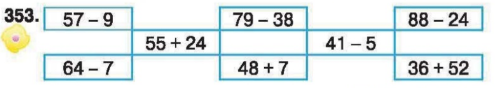 353. 57 – 9 79 – 38 88 – 24
55 + 24 41 – 5
64 – 7 48 + 7 36 + 52